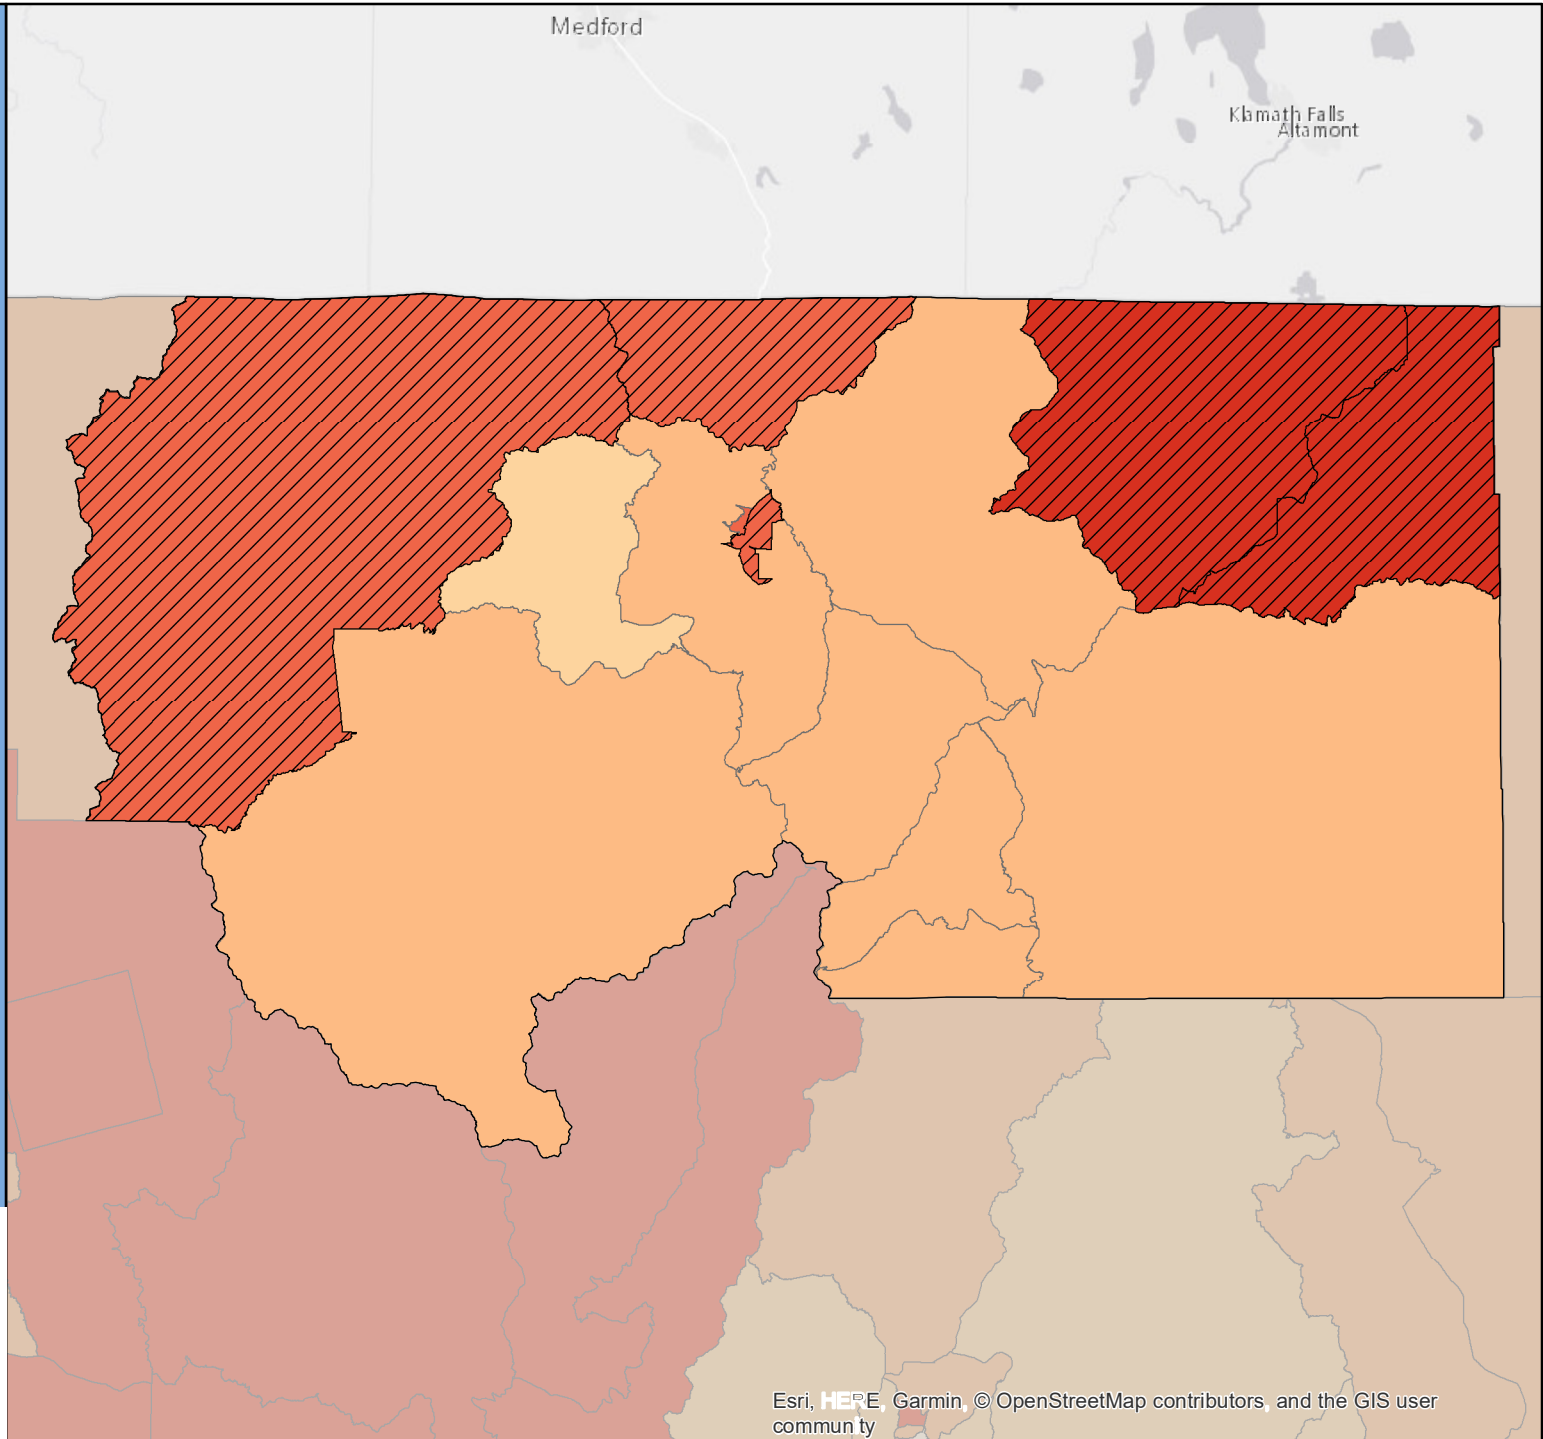 Medford
Klamath Falls
Altamont
Esri, HERE, Garmin, © OpenStreetMap contributors, and the GIS user
community